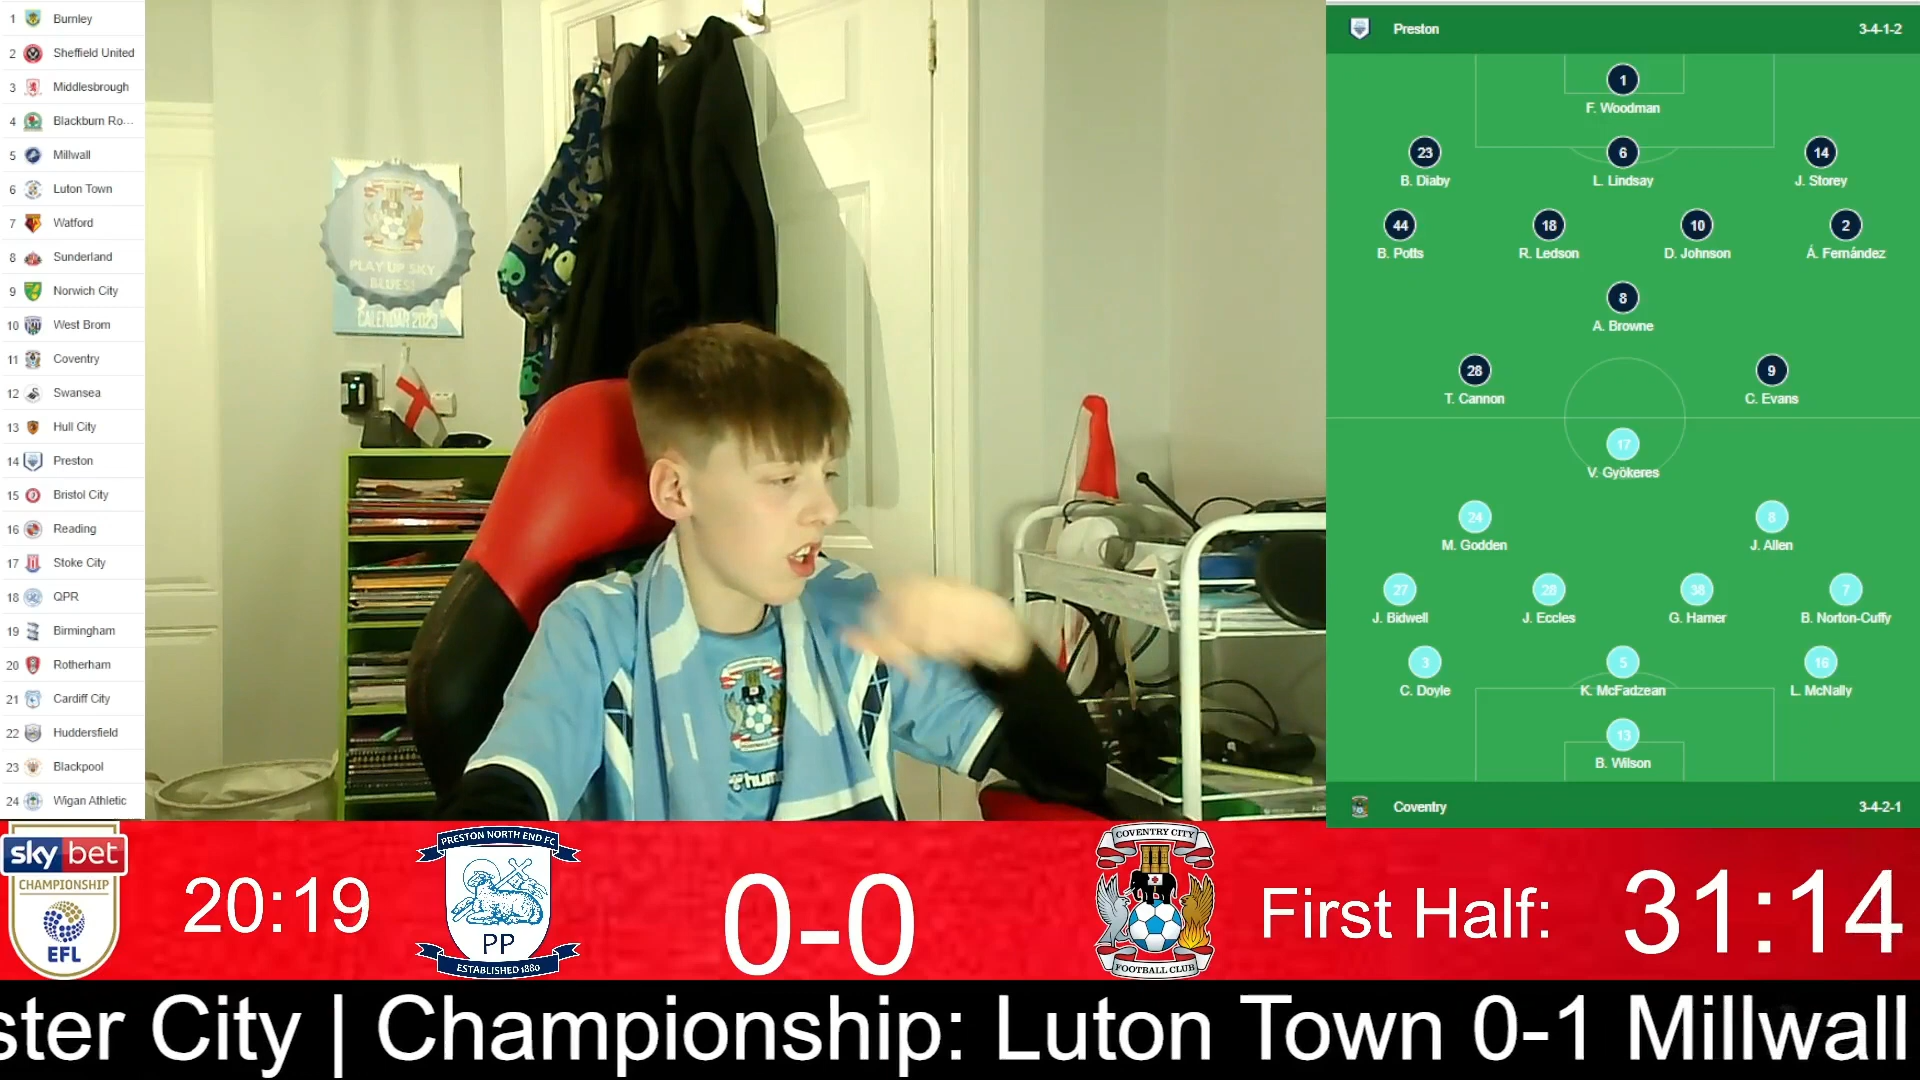 1 Burnley
2 Sheffield United
3 Middlesbrough
4 Blackburn Ro...
5 Millwall
6 Luton Town
7 Watford
8 Sunderland
9 Norwich City
10 West Brom
11 Coventry
12 Swansea
13 Hull City
14 Preston
15 Bristol City
16 Reading
17 Stoke City
18 QPR
19 Birmingham
20 Rotherham
21 Cardiff City
22 Huddersfield
23 Blackpool
24 Wigan Athletic
PLAY UP SKY
BLUES!
CALENDAR 2023
Preston 3-4-1-2
1
F. Woodman
23 6 14
B. Diaby L. Lindsay J. Storey
44 18 10 2
B. Potts R. Ledson D. Johnson Á. Fernández
8
A. Browne
28 9
T. Cannon C. Evans
17
V. Gyökeres
24 8
M. Godden J. Allen
27 28 38 7
J. Bidwell J. Eccles G. Hamer B. Norton-Cuffy
3 5 16
C. Doyle K. McFadzean L. McNally
13
B. Wilson
Coventry 3-4-2-1
sky bet
CHAMPIONSHIP
EFL
20:19
PRESTON NORTH END FC
PP
ESTABLISHED 1880
0-0
COVENTRY CITY
FOOTBALL CLUB
First Half: 31:14
ster City | Championship: Luton Town 0-1 Millwall